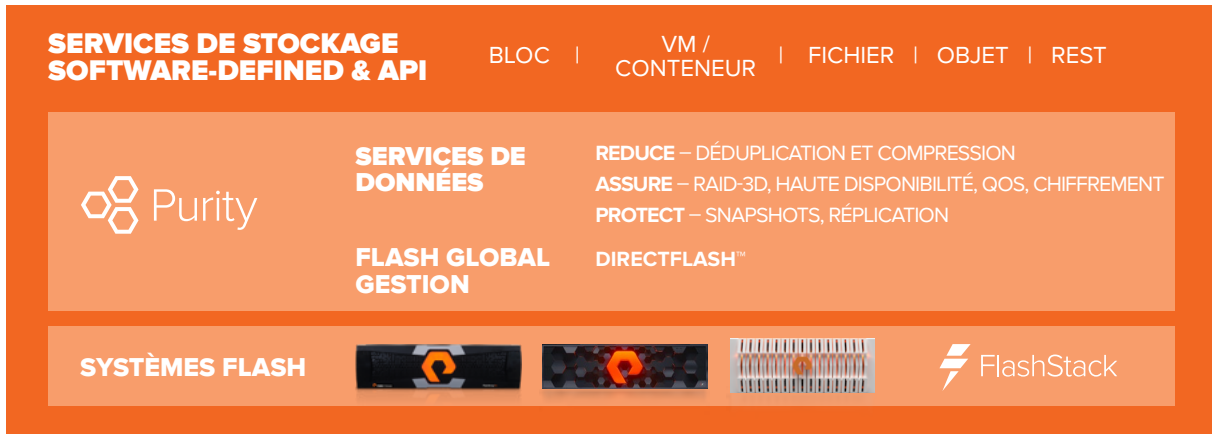 SERVICES DE STOCKAGE
SOFTWARE-DEFINED & API
BLOC | VM / CONTENEUR | FICHIER | OBJET | REST
Purity
SERVICES DE
DONNÉES
REDUCE – DÉDUPLICATION ET COMPRESSION
ASSURE – RAID-3D, HAUTE DISPONIBILITÉ, QOS, CHIFFREMENT
PROTECT – SNAPSHOTS, RÉPLICATION
FLASH GLOBAL
GESTION
DIRECTFLASH™
SYSTÈMES FLASH
FlashStack